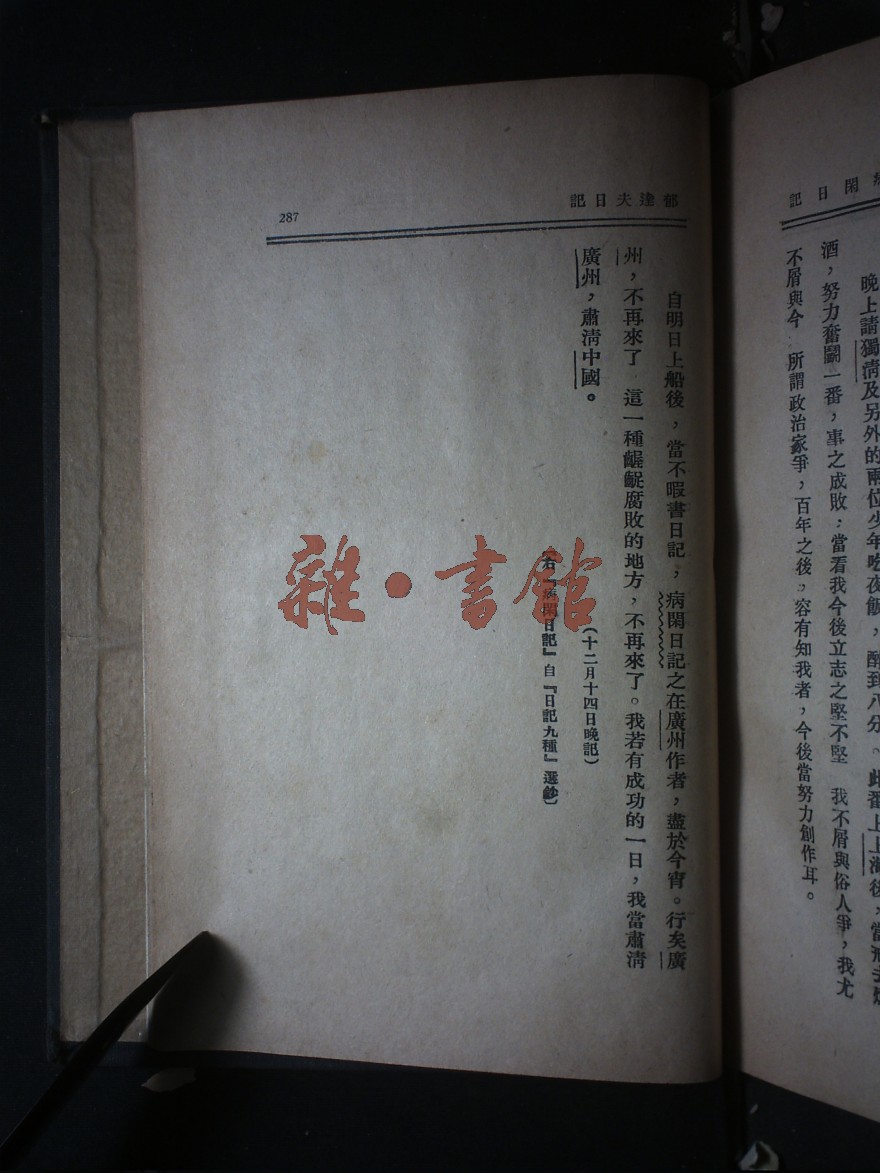 病閑日記
晚上請獨清及另外的兩位少年吃夜飯，醉到八分。此番上上海後，當戒去煙
酒，努力奮鬭一番，事之成敗，當看我今後立志之堅不堅 我不屑與俗人爭，我尤
不屑與今 所謂政治家爭，百年之後，容有知我者，今後當努力創作耳。
郁達夫日記
287
自明日上船後，當不暇書日記，病閑日記之在廣州作者，盡於今宵。行矣廣
州，不再來了 這一種齷齪腐敗的地方，不再來了。我若有成功的一日，我當肅清
廣州，肅清中國。
（十二月十四日晚記）
〔右『病閑日記』自『日記九種』選鈔〕
雜·書館